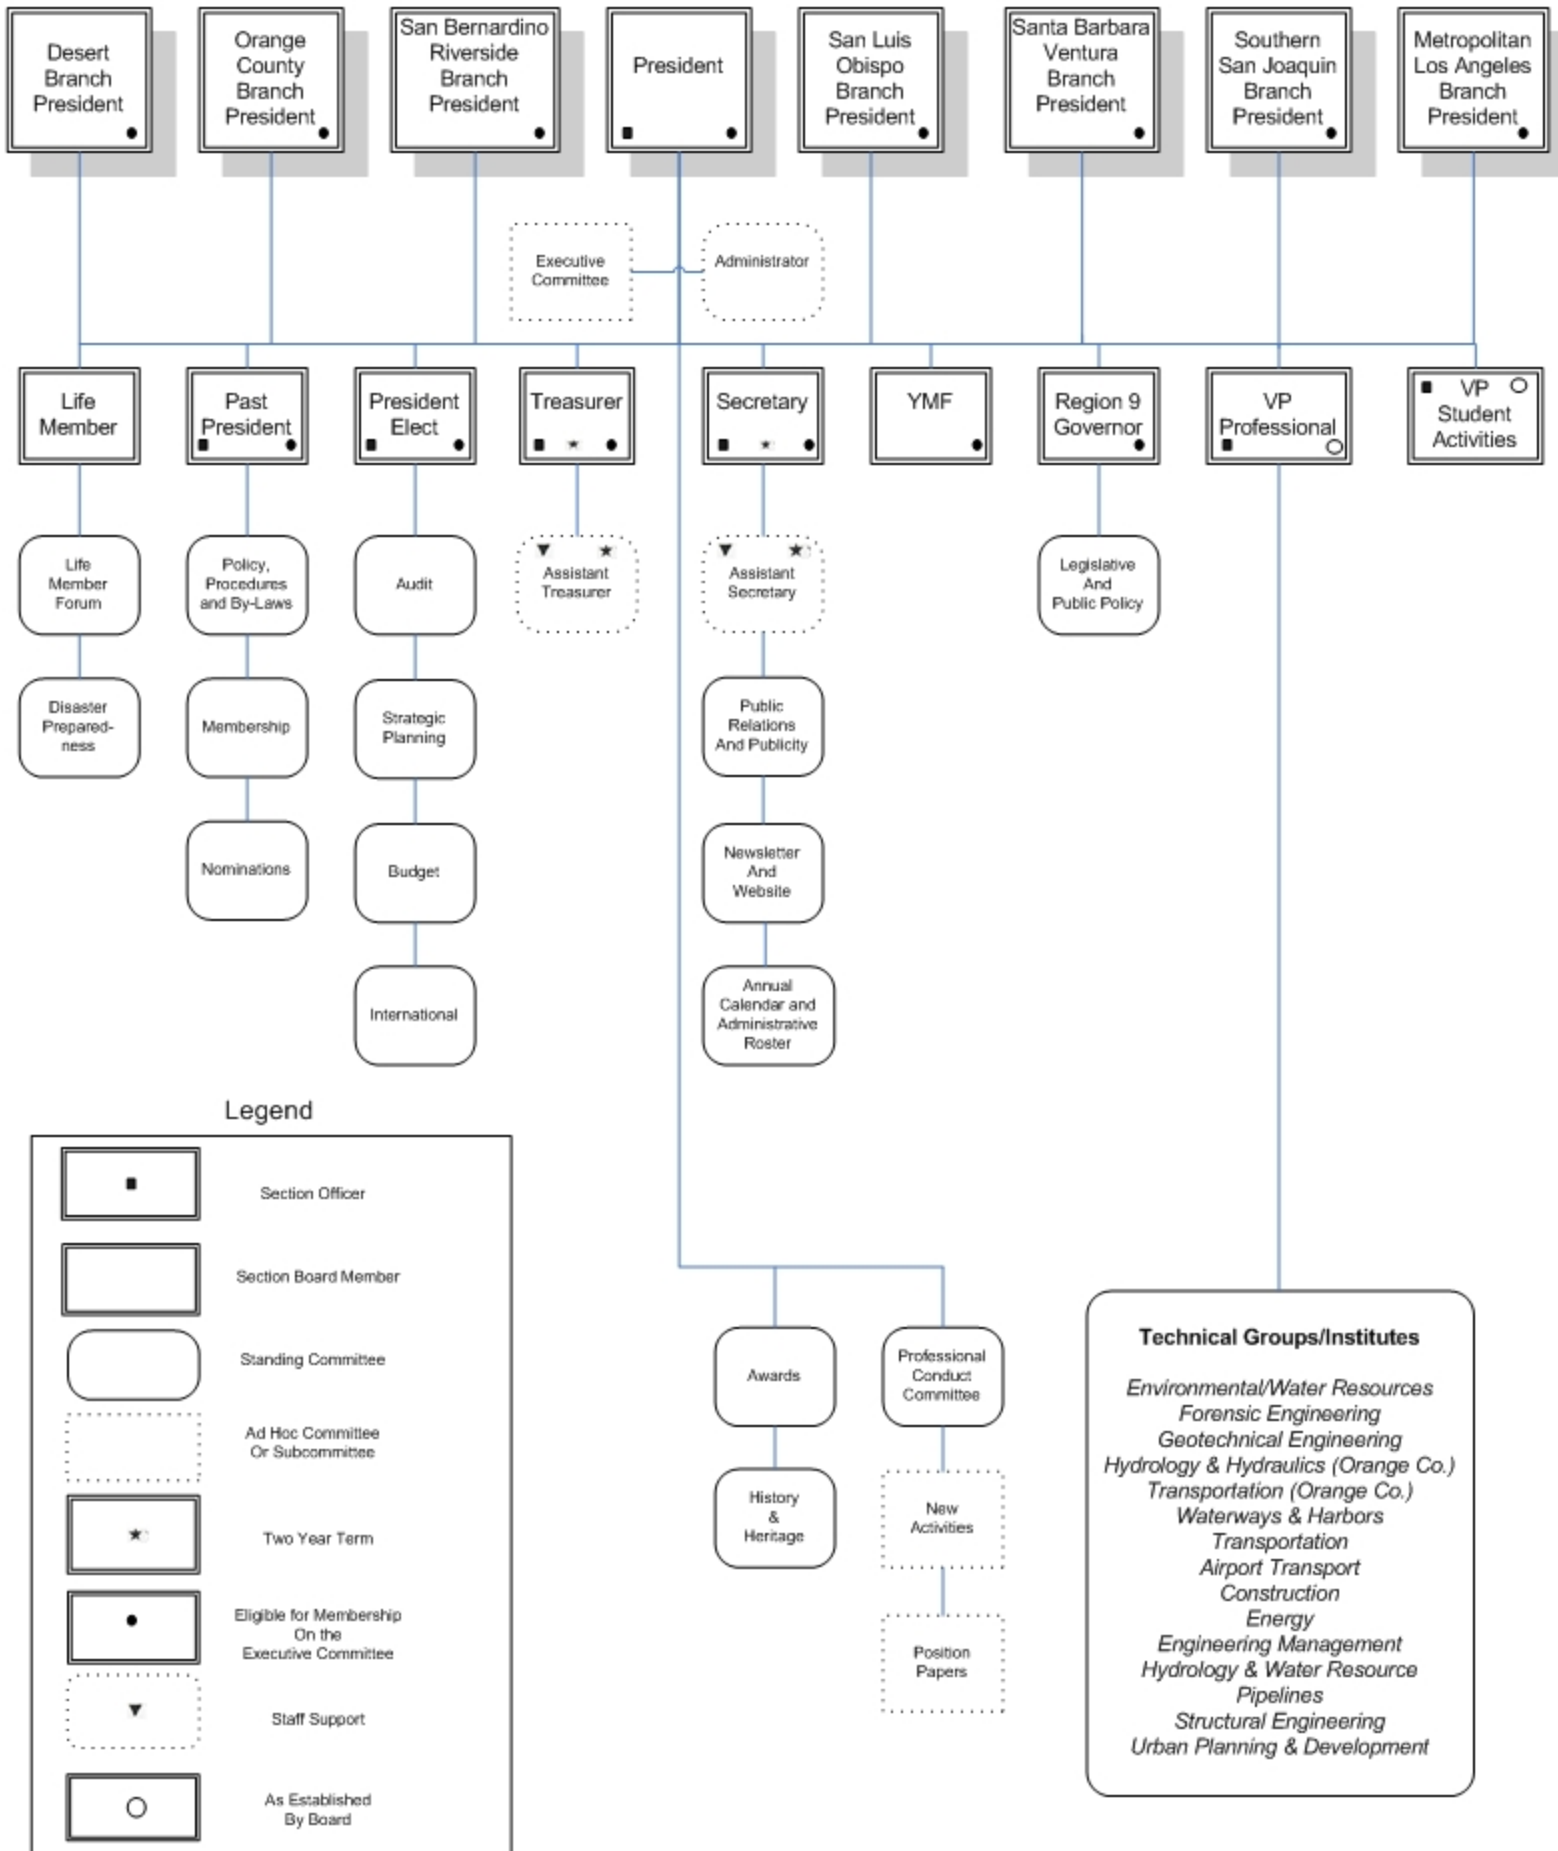 Desert
Branch
President
Orange
County
Branch
President
San Bernardino
Riverside
Branch
President
President
San Luis
Obispo
Branch
President
Santa Barbara
Ventura
Branch
President
Southern
San Joaquin
Branch
President
Metropolitan
Los Angeles
Branch
President
Executive
Committee
Administrator
Life
Member
Past
President
President
Elect
Treasurer
Secretary
YMF
Region 9
Governor
VP
Professional
VP
Student
Activities
Life
Member
Forum
Policy,
Procedures
and By-Laws
Audit
Assistant
Treasurer
Assistant
Secretary
Legislative
And
Public Policy
Disaster
Prepared-
ness
Membership
Strategic
Planning
Public
Relations
And Publicity
Nominations
Budget
Newsletter
And
Website
International
Annual
Calendar and
Administrative
Roster
Legend
Section Officer
Section Board Member
Standing Committee
Ad Hoc Committee
Or Subcommittee
Two Year Term
Eligible for Membership
On the
Executive Committee
Staff Support
As Established
By Board
Awards
Professional
Conduct
Committee
History
&
Heritage
New
Activities
Position
Papers
Technical Groups/Institutes
Environmental/Water Resources
Forensic Engineering
Geotechnical Engineering
Hydrology & Hydraulics (Orange Co.)
Transportation (Orange Co.)
Waterways & Harbors
Transportation
Airport Transport
Construction
Energy
Engineering Management
Hydrology & Water Resource
Pipelines
Structural Engineering
Urban Planning & Development